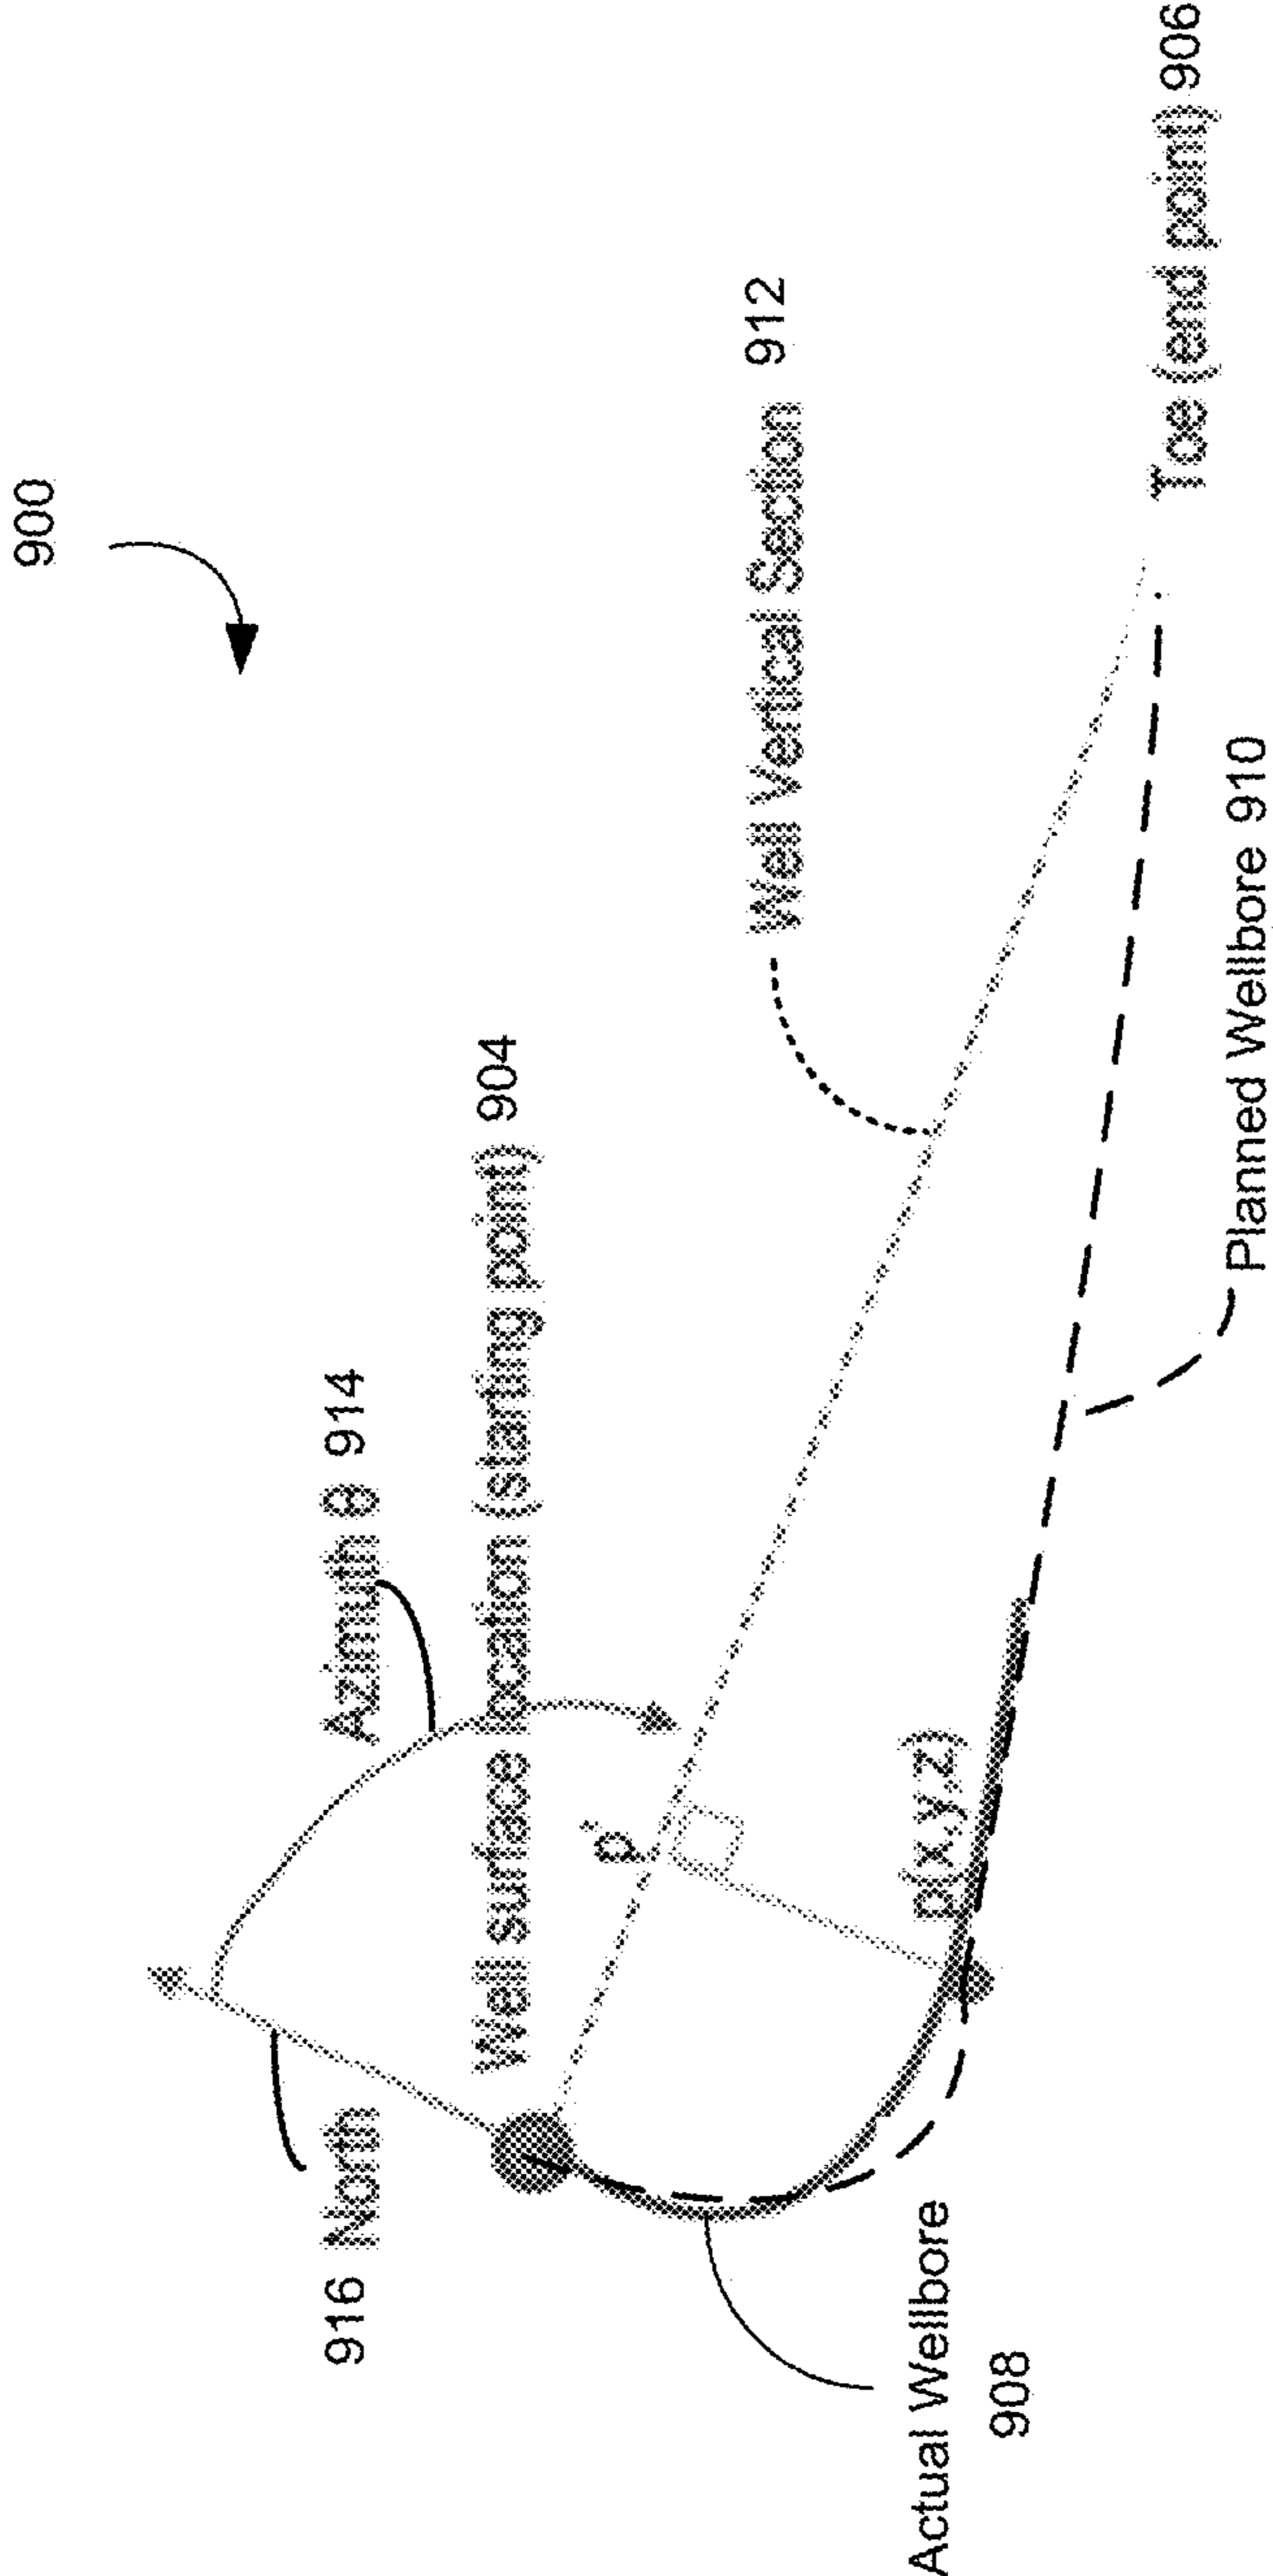 900
916 North
Azimuth θ 914
Well surface location (starting point) 904
p'
Well Vertical Section 912
p(x,y,z)
Actual Wellbore
908
Toe (end point) 906
Planned Wellbore 910